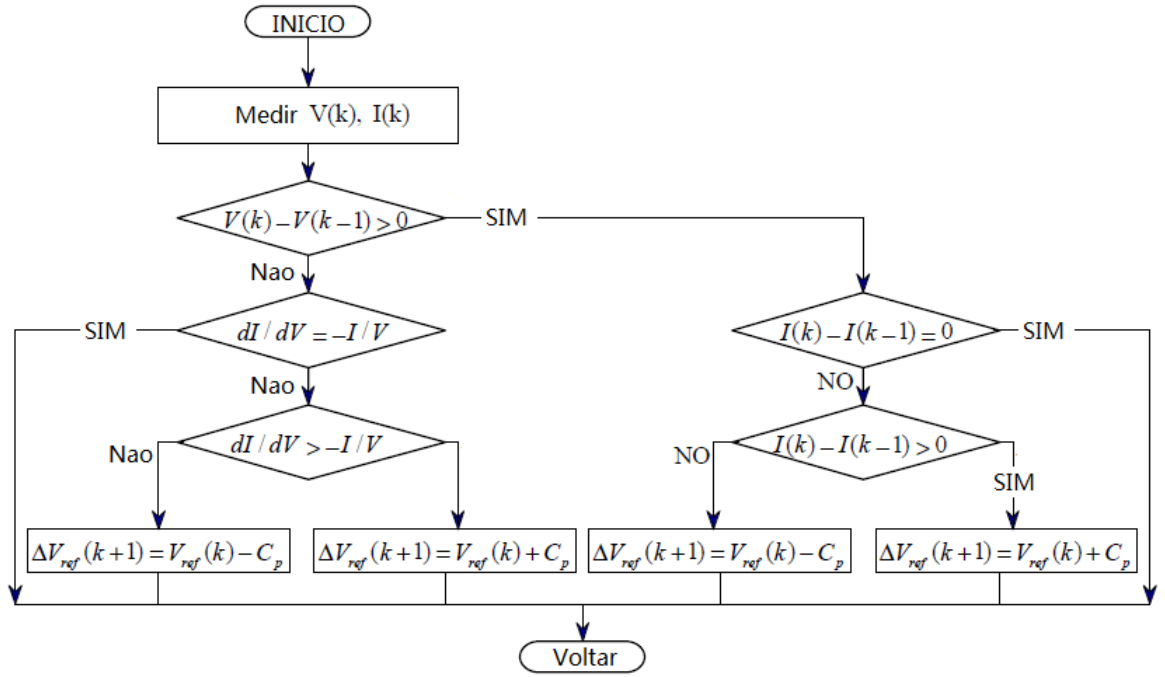 INICIO
Medir V(k), I(k)
V(k)–V(k–1)>0
SIM
Nao
SIM
dI/dV=–I/V
I(k)–I(k–1)=0
SIM
Nao
NO
Nao
dI/dV>–I/V
NO
I(k)–I(k–1)>0
SIM
ΔV_ref(k+1)=V_ref(k)–C_p
ΔV_ref(k+1)=V_ref(k)+C_p
ΔV_ref(k+1)=V_ref(k)–C_p
ΔV_ref(k+1)=V_ref(k)+C_p
Voltar